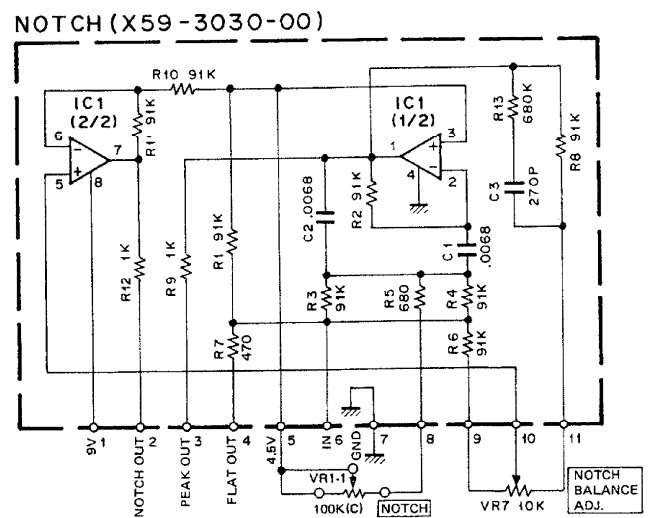 NOTCH (X59-3030-00)
R10 91K
IC1
(2/2)
R11 91K
6
7
5
8
IC1
(1/2)
3
1
4
2
R13
680K
R8 91K
C3
270P
R2 91K
C2 .0068
C1
.0068
R12 1K
R9 1K
R1 91K
R3
91K
R5
680
R4
91K
R7
470
R6
91K
9V 1
NOTCH OUT 2
PEAK OUT 3
FLAT OUT 4
4.5V 5
IN 6
GND 7
8
9
10
11
VR1-1
100K(C)
NOTCH
VR7 10K
NOTCH
BALANCE
ADJ.